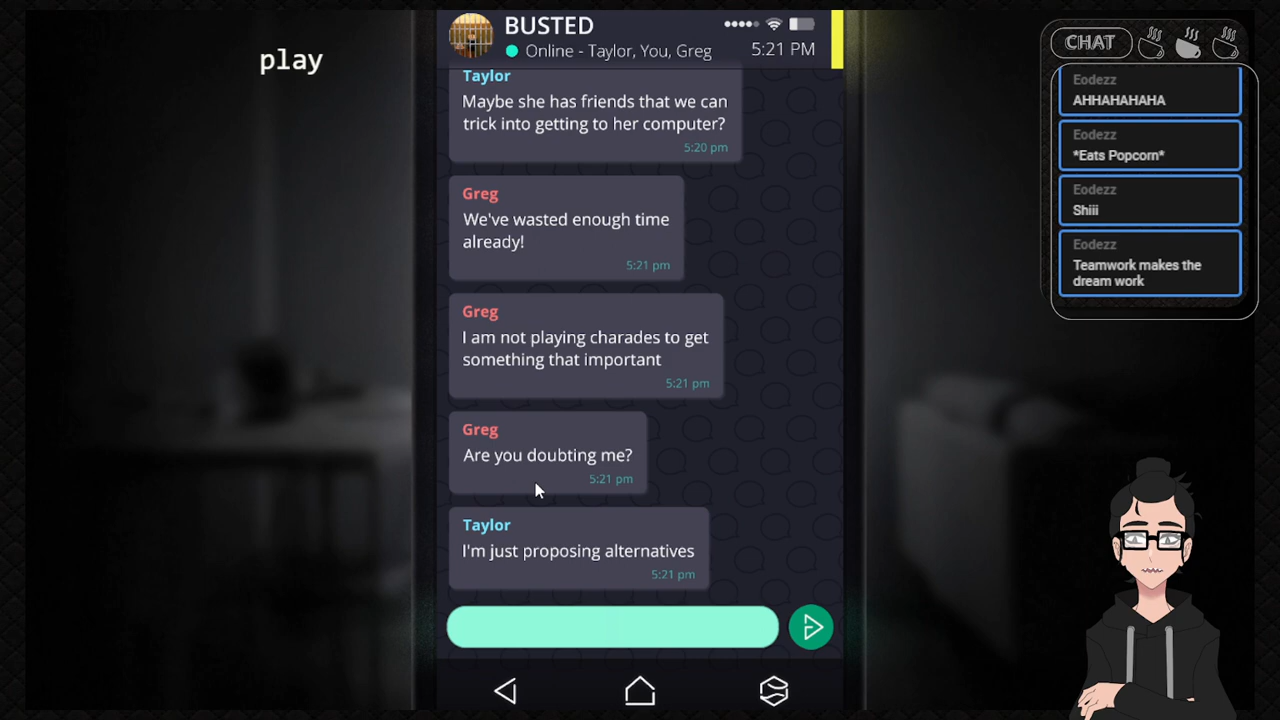 play
BUSTED
Online - Taylor, You, Greg
5:21 PM
Taylor
Maybe she has friends that we can
trick into getting to her computer?
5:20 pm
Greg
We've wasted enough time
already!
5:21 pm
Greg
I am not playing charades to get
something that important
5:21 pm
Greg
Are you doubting me?
5:21 pm
Taylor
I'm just proposing alternatives
5:21 pm
CHAT
Eodezz
AHHAHAHAHA
Eodezz
*Eats Popcorn*
Eodezz
Shiii
Eodezz
Teamwork makes the
dream work